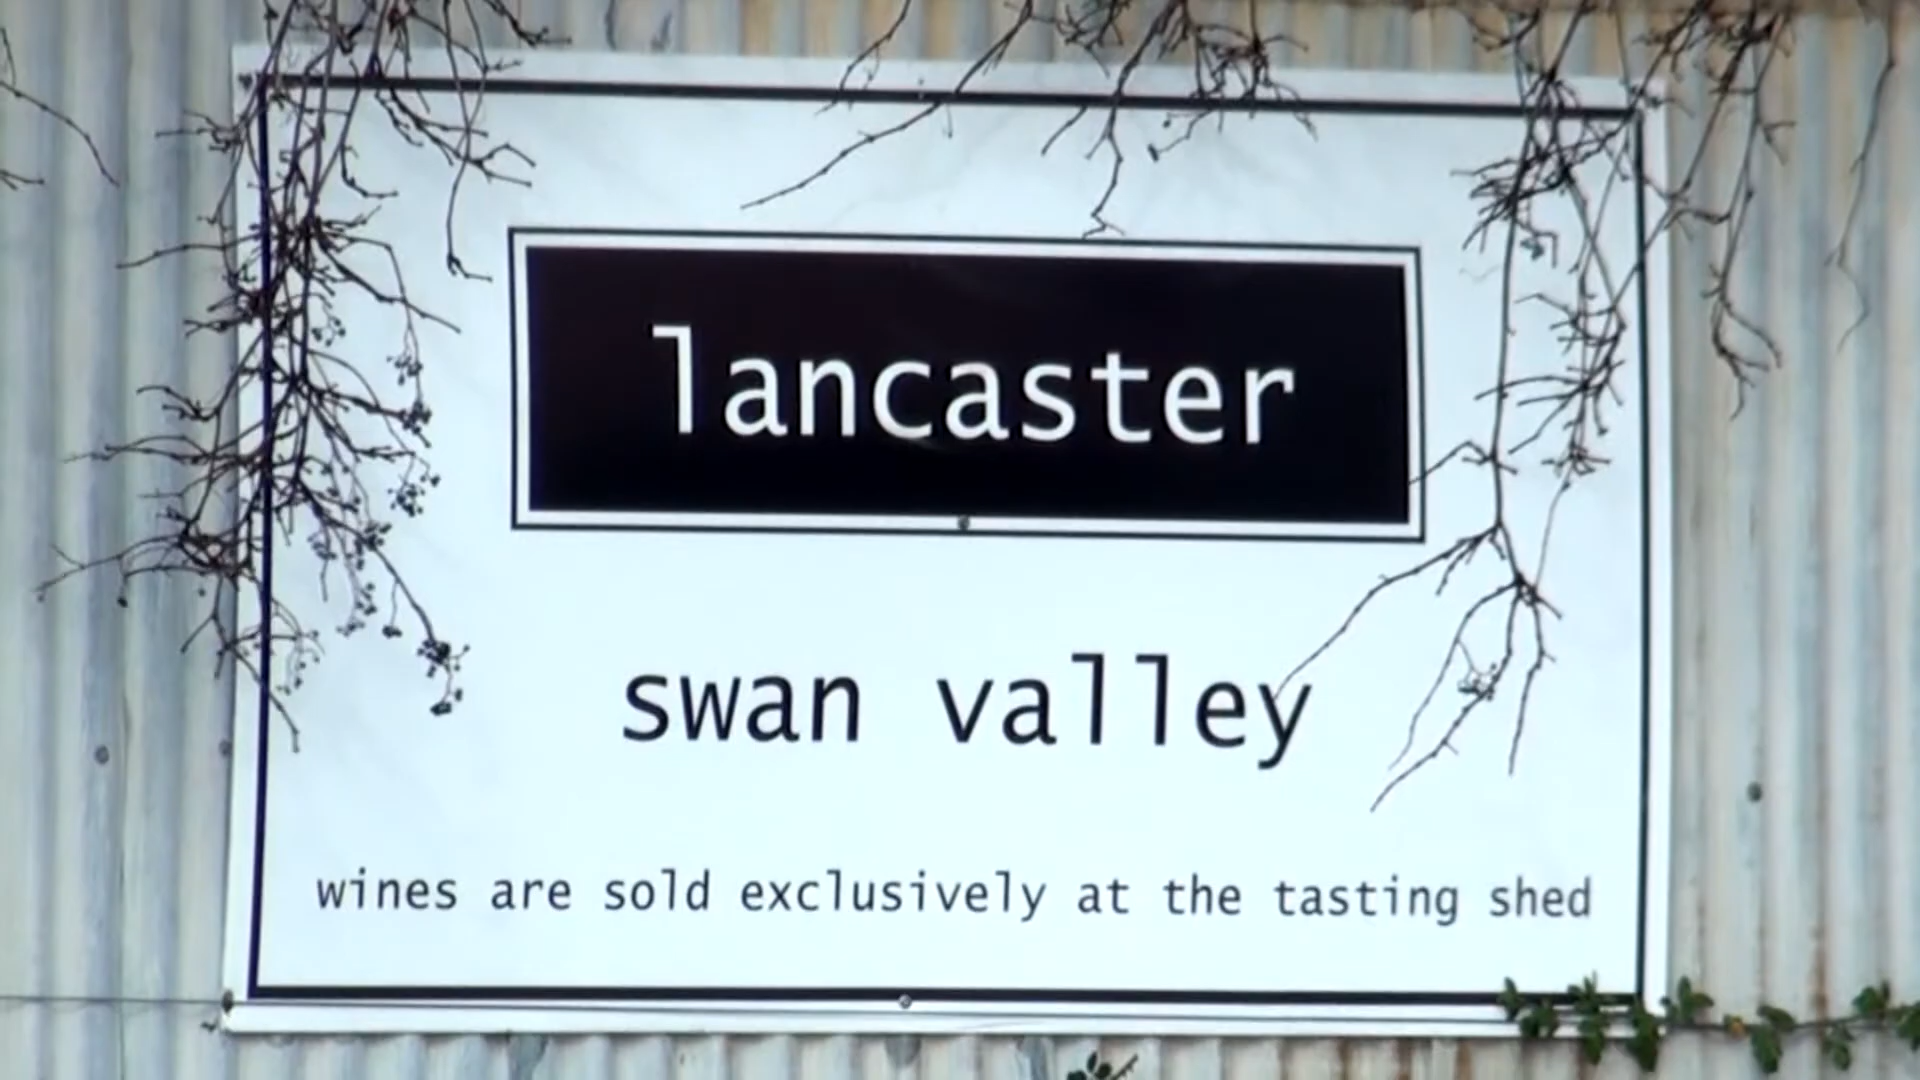 lancaster
swan valley
wines are sold exclusively at the tasting shed